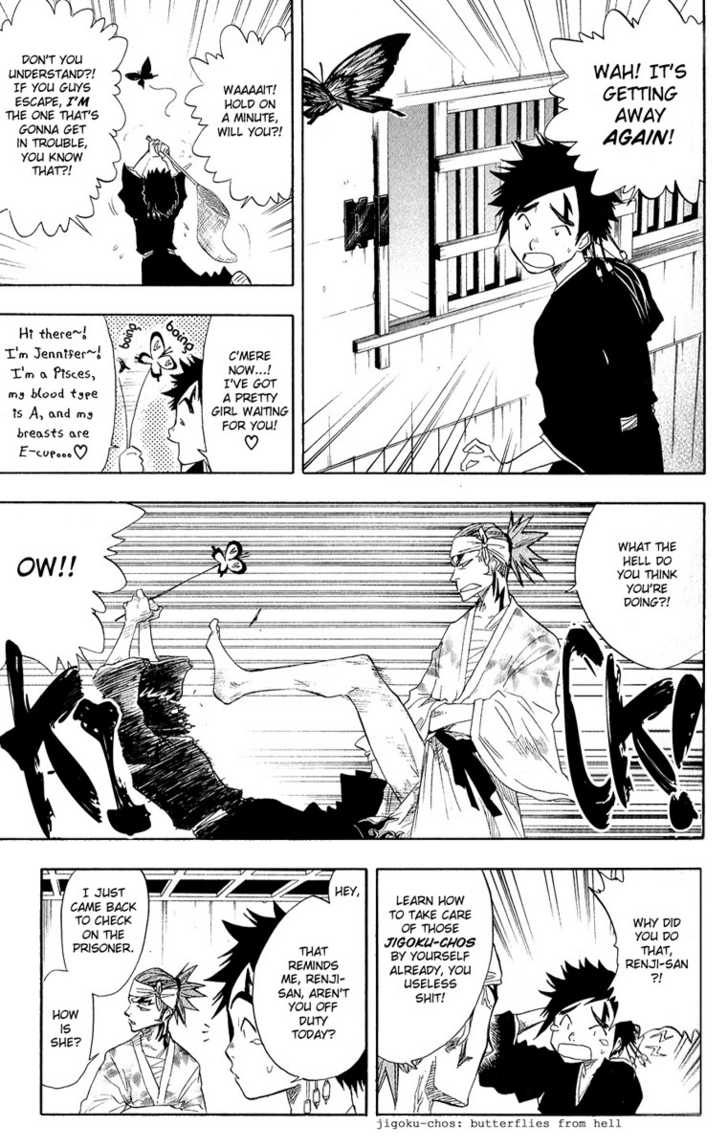 WAH! IT'S
GETTING
AWAY
AGAIN!
WAAAAIT!
HOLD ON
A MINUTE,
WILL YOU?!
DON'T YOU
UNDERSTAND?!
IF YOU GUYS
ESCAPE, I'M
THE ONE THAT'S
GONNA GET
IN TROUBLE,
YOU KNOW
THAT?!
C'MERE
NOW...!
I'VE GOT
A PRETTY
GIRL WAITING
FOR YOU!
♡
boing
boing
Hi there~!
I'm Jennifer~!
I'm a Pisces,
my blood type
is A, and my
breasts are
E-cup...♡
WHAT THE
HELL DO
YOU THINK
YOU'RE
DOING?!
OW!!
KICK!
WHY DID
YOU DO
THAT,
RENJI-SAN
?!
LEARN HOW
TO TAKE CARE
OF THOSE
JIGOKU-CHOS
BY YOURSELF
ALREADY, YOU
USELESS
SHIT!
HEY,
THAT
REMINDS
ME, RENJI-
SAN, AREN'T
YOU OFF
DUTY
TODAY?
I JUST
CAME BACK
TO CHECK
ON THE
PRISONER.
HOW
IS
SHE?
jigoku-chos: butterflies from hell